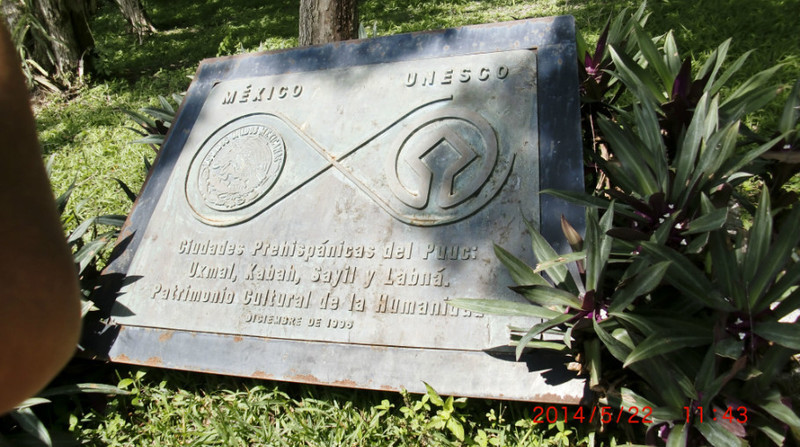 MÉXICO UNESCO
Ciudades Prehispánicas del Puuc:
Uxmal, Kabah, Sayil y Labná.
Patrimonio Cultural de la Humanidad
DICIEMBRE DE 1996
2014/5/22 11:43